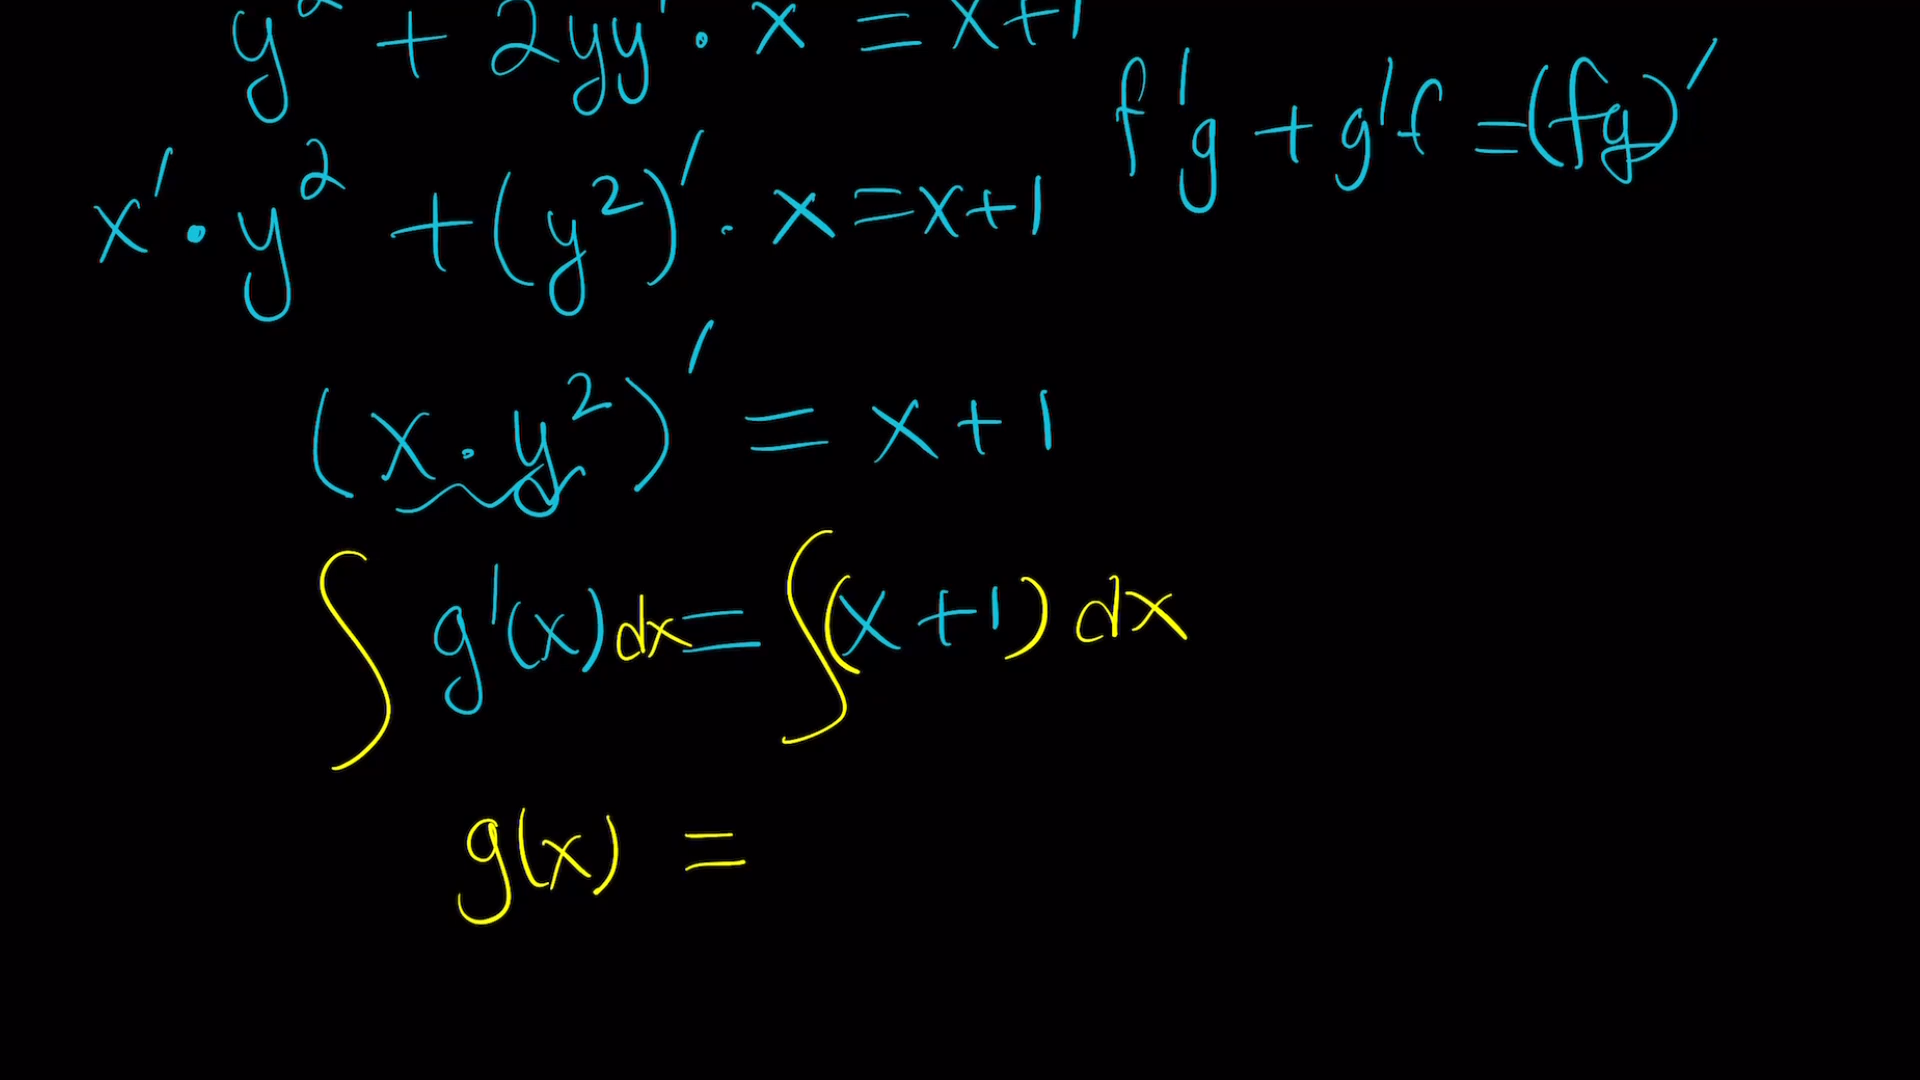 y² + 2yy' · x = x+1
f'g + g'f = (fg)'
x' · y² + (y²)' · x = x+1
(x · y²)' = x+1
∫ g'(x) dx = ∫ (x+1) dx
g(x) =